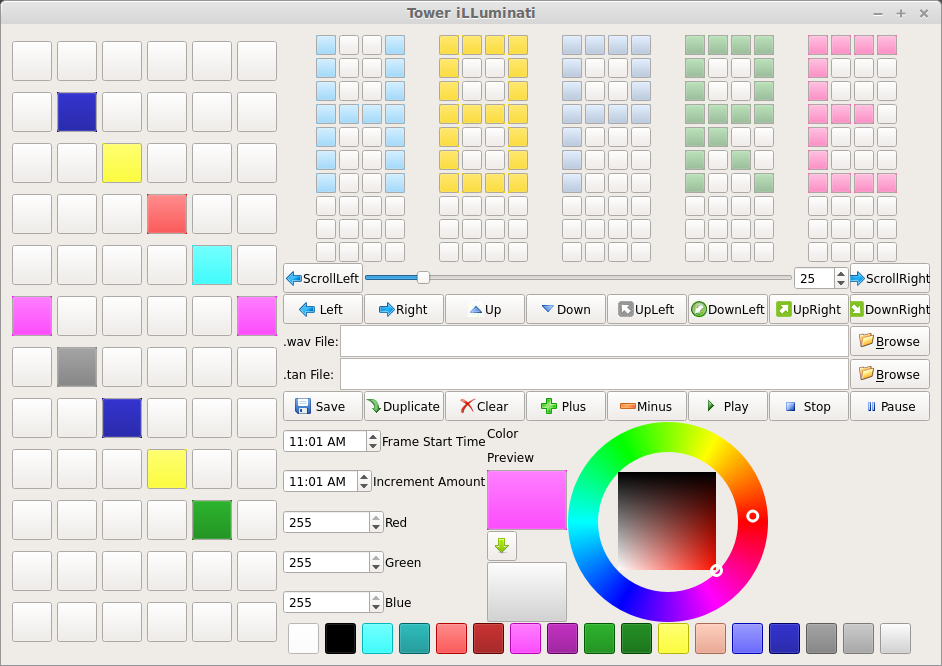 Tower iLLuminati
ScrollLeft 25 ScrollRight
Left Right Up Down UpLeft DownLeft UpRight DownRight
.wav File: Browse
.tan File: Browse
Save Duplicate Clear Plus Minus Play Stop Pause
11:01 AM Frame Start Time Color
Preview
11:01 AM Increment Amount
255 Red
255 Green
255 Blue